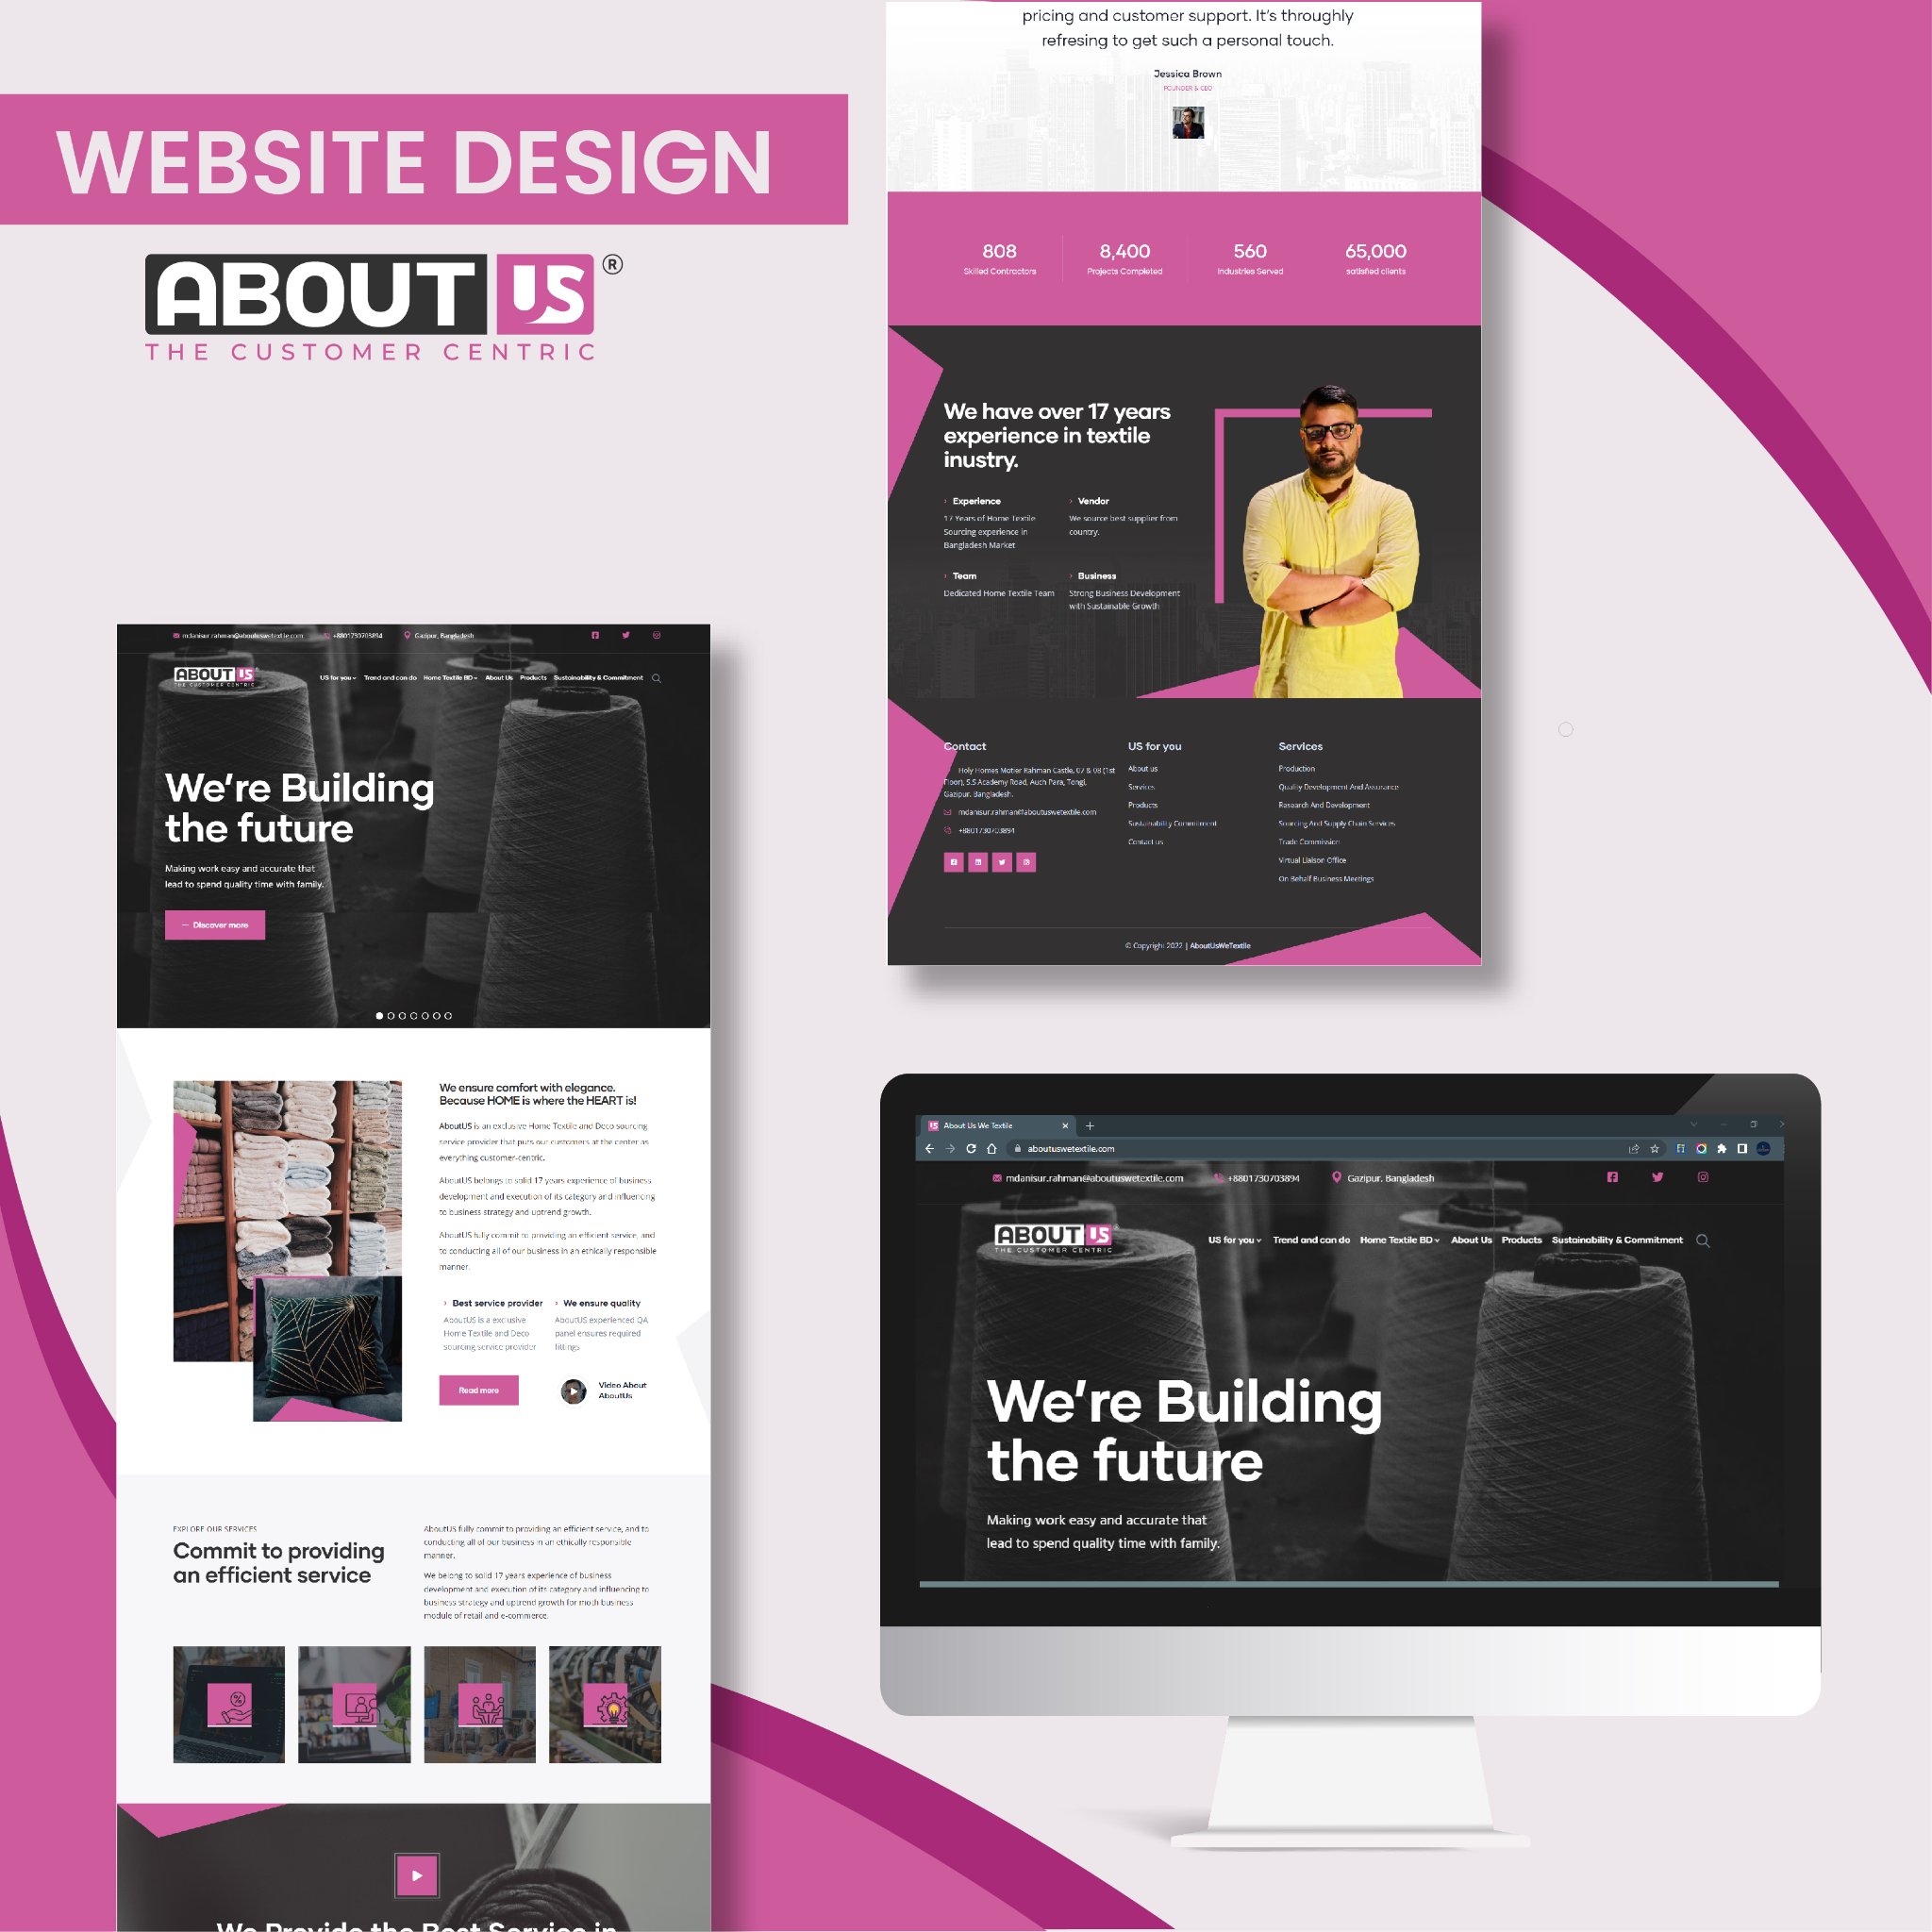 WEBSITE DESIGN
ABOUT US ®
THE CUSTOMER CENTRIC
pricing and customer support. It's throughly
refresing to get such a personal touch.
Jessica Brown
FOUNDER & CEO
808
Skilled Contractors
8,400
Projects Completed
560
Industries Served
65,000
satisfied clients
We have over 17 years
experience in textile
inustry.
Experience
17 Years of Home Textile
Sourcing experience in
Bangladesh Market
Vendor
We source best supplier from
country.
Team
Dedicated Home Textile Team
Business
Strong Business Development
with Sustainable Growth
Contact
Holy Homes Motier Rahman Castle, 07 & 08 (1st
Floor), S.S Academy Road, Auch Para, Tongi,
Gazipur, Bangladesh.
mdanisur.rahman@aboutuswetextile.com
+8801730703894
US for you
About us
Services
Products
Sustainability Commitment
Contact us
Services
Production
Quality Development And Assurance
Research And Development
Sourcing And Supply Chain Services
Trade Commission
Virtual Liaison Office
On Behalf Business Meetings
© Copyright 2022 | AboutUsWeTextile
mdanisur.rahman@aboutuswetextile.com +8801730703894 Gazipur, Bangladesh
ABOUT US
THE CUSTOMER CENTRIC
US for you Trend and can do Home Textile BD About Us Products Sustainability & Commitment
We're Building
the future
Making work easy and accurate that
lead to spend quality time with family.
Discover more
We ensure comfort with elegance.
Because HOME is where the HEART is!
AboutUS is an exclusive Home Textile and Deco sourcing
service provider that puts our customers at the center as
everything customer-centric.
AboutUS belongs to solid 17 years experience of business
development and execution of its category and influencing
to business strategy and uptrend growth.
AboutUS fully commit to providing an efficient service, and
to conducting all of our business in an ethically responsible
manner.
Best service provider
AboutUS is a exclusive
Home Textile and Deco
sourcing service provider
We ensure quality
AboutUS experienced QA
panel ensures required
fittings
Read more
Video About
AboutUs
EXPLORE OUR SERVICES
Commit to providing
an efficient service
AboutUS fully commit to providing an efficient service, and to
conducting all of our business in an ethically responsible
manner.
We belong to solid 17 years experience of business
development and execution of its category and influencing to
business strategy and uptrend growth for moth business
module of retail and e-commerce.
We Provide the Best Service in
About Us We Textile
aboutuswetextile.com
mdanisur.rahman@aboutuswetextile.com +8801730703894 Gazipur, Bangladesh
ABOUT US
THE CUSTOMER CENTRIC
US for you Trend and can do Home Textile BD About Us Products Sustainability & Commitment
We're Building
the future
Making work easy and accurate that
lead to spend quality time with family.